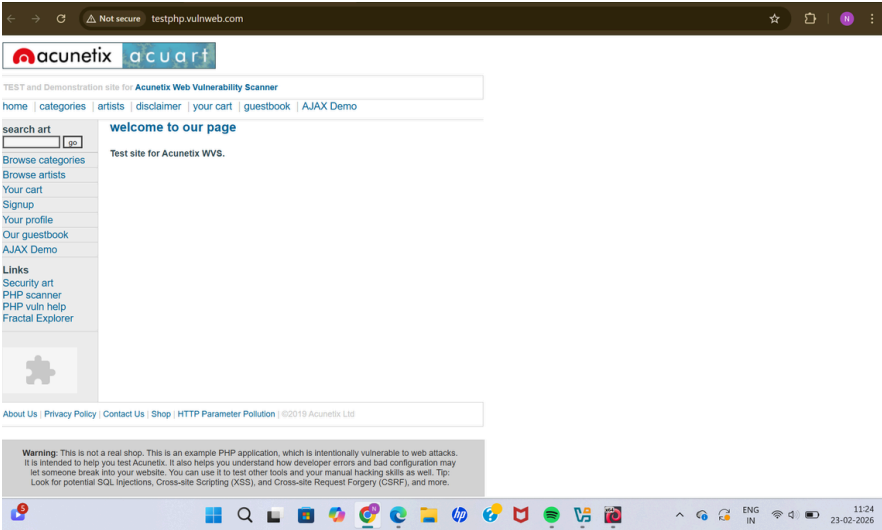 Not secure testphp.vulnweb.com
N
acunetix acuart
TEST and Demonstration site for Acunetix Web Vulnerability Scanner
home | categories | artists | disclaimer | your cart | guestbook | AJAX Demo
search art
go
Browse categories
Browse artists
Your cart
Signup
Your profile
Our guestbook
AJAX Demo
Links
Security art
PHP scanner
PHP vuln help
Fractal Explorer
welcome to our page
Test site for Acunetix WVS.
About Us | Privacy Policy | Contact Us | Shop | HTTP Parameter Pollution | ©2019 Acunetix Ltd
Warning: This is not a real shop. This is an example PHP application, which is intentionally vulnerable to web attacks.
It is intended to help you test Acunetix. It also helps you understand how developer errors and bad configuration may
let someone break into your website. You can use it to test other tools and your manual hacking skills as well. Tip:
Look for potential SQL Injections, Cross-site Scripting (XSS), and Cross-site Request Forgery (CSRF), and more.
ENG 11:24
IN 23-02-2026